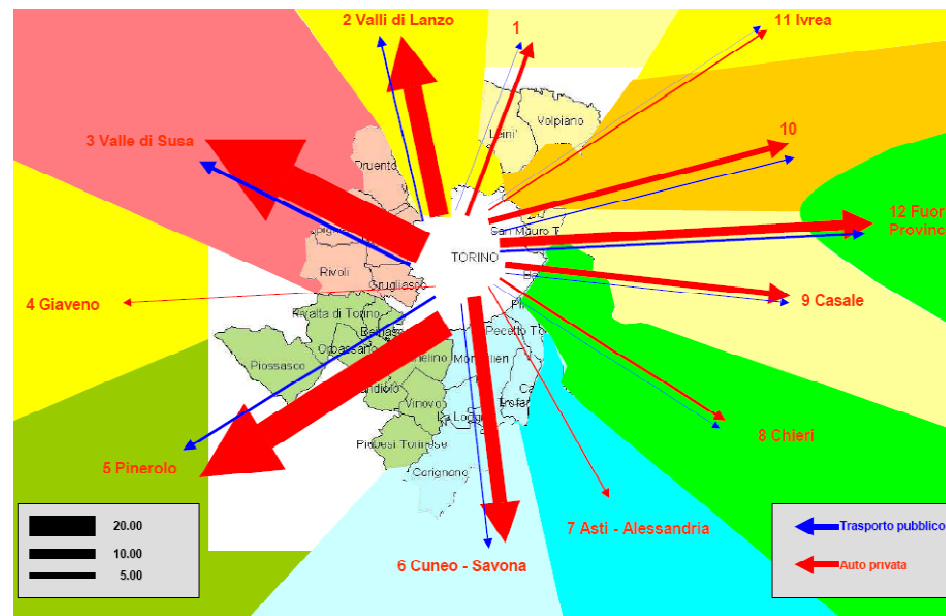 2 Valli di Lanzo
1
11 Ivrea
Leini'
Volpiano
3 Valle di Susa
Druento
10
12 Fuori
Provinc
San Mauro T
TORINO
Rivoli
Grugliasco
4 Giaveno
9 Casale
Rivalta di Torino
Pecetto To
Orbassano
Piossasco
Vinovo
La Loggia
Trofar
8 Chieri
Piobesi Torinese
5 Pinerolo
Carignano
7 Asti - Alessandria
6 Cuneo - Savona
20.00
10.00
5.00
Trasporto pubblico
Auto privata